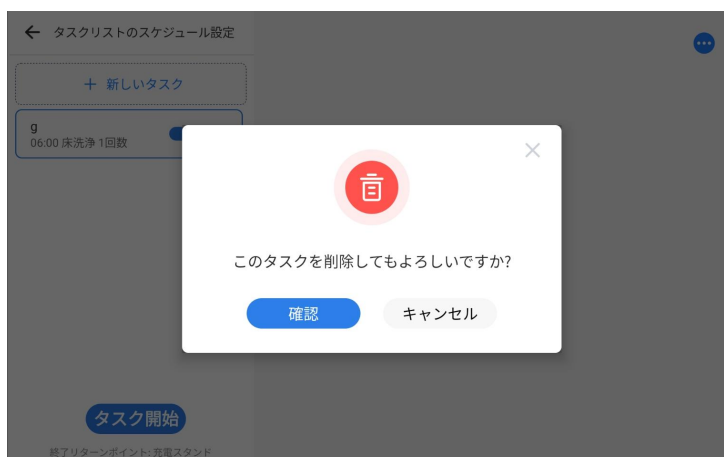 タスクリストのスケジュール設定
新しいタスク
g
06:00 床洗浄 1回数
このタスクを削除してもよろしいですか?
確認
キャンセル
タスク開始
終了リターンポイント: 充電スタンド